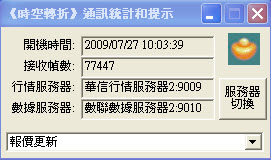 《時空轉折》通訊統計和提示
開機時間: 2009/07/27 10:03:39
接收幀數: 77447
行情服務器: 華信行情服務器2:9009
數據服務器: 數聯數據服務器2:9010
服務器
切換
報價更新